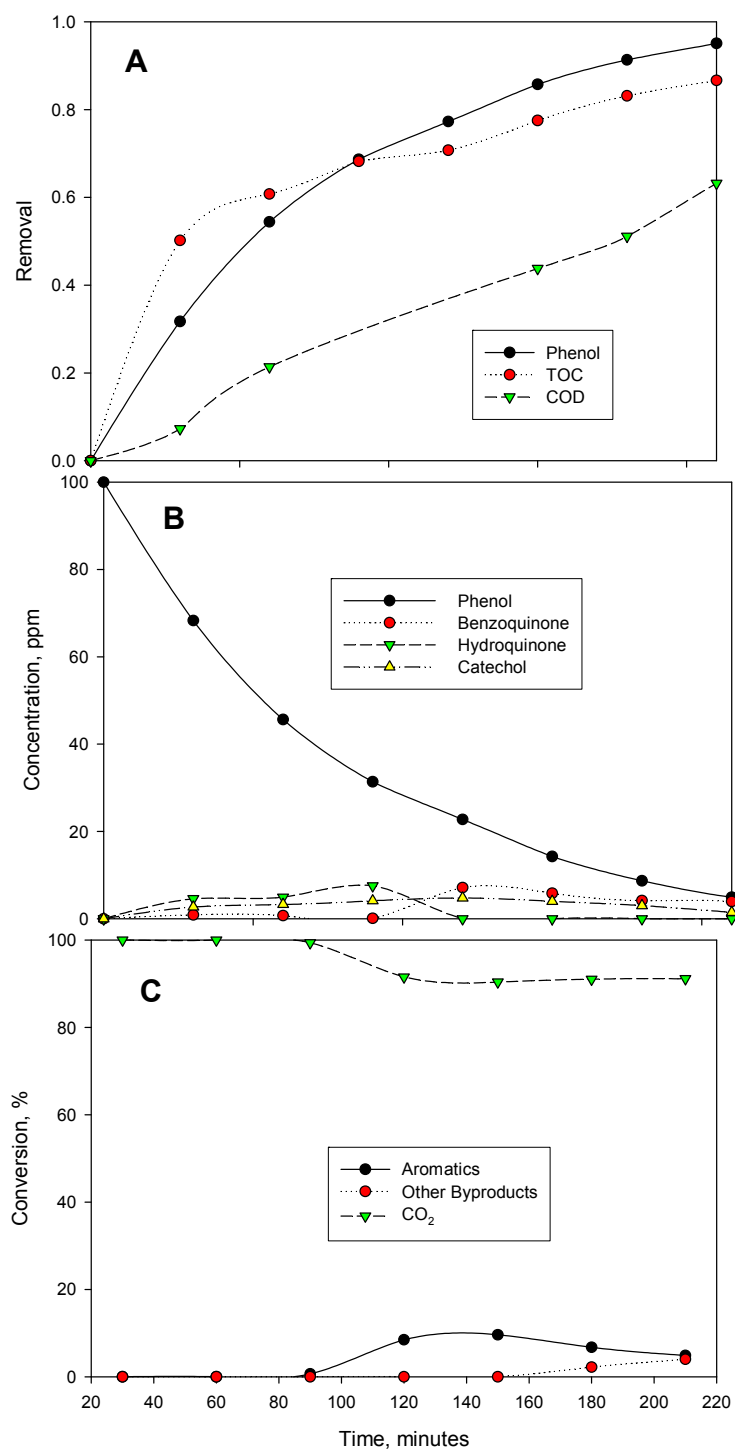 1.0
A
0.8
0.6
Removal
0.4
Phenol
TOC
0.2
COD
0.0
100
B
80
Phenol
Benzoquinone
Hydroquinone
60
Catechol
Concentration, ppm
40
20
0
100
C
80
60
Conversion, %
Aromatics
Other Byproducts
40
CO₂
20
0
20 40 60 80 100 120 140 160 180 200 220
Time, minutes